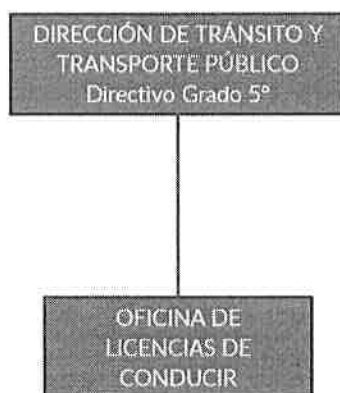 DIRECCIÓN DE TRÁNSITO Y
TRANSPORTE PÚBLICO
Directivo Grado 5°
OFICINA DE
LICENCIAS DE
CONDUCIR